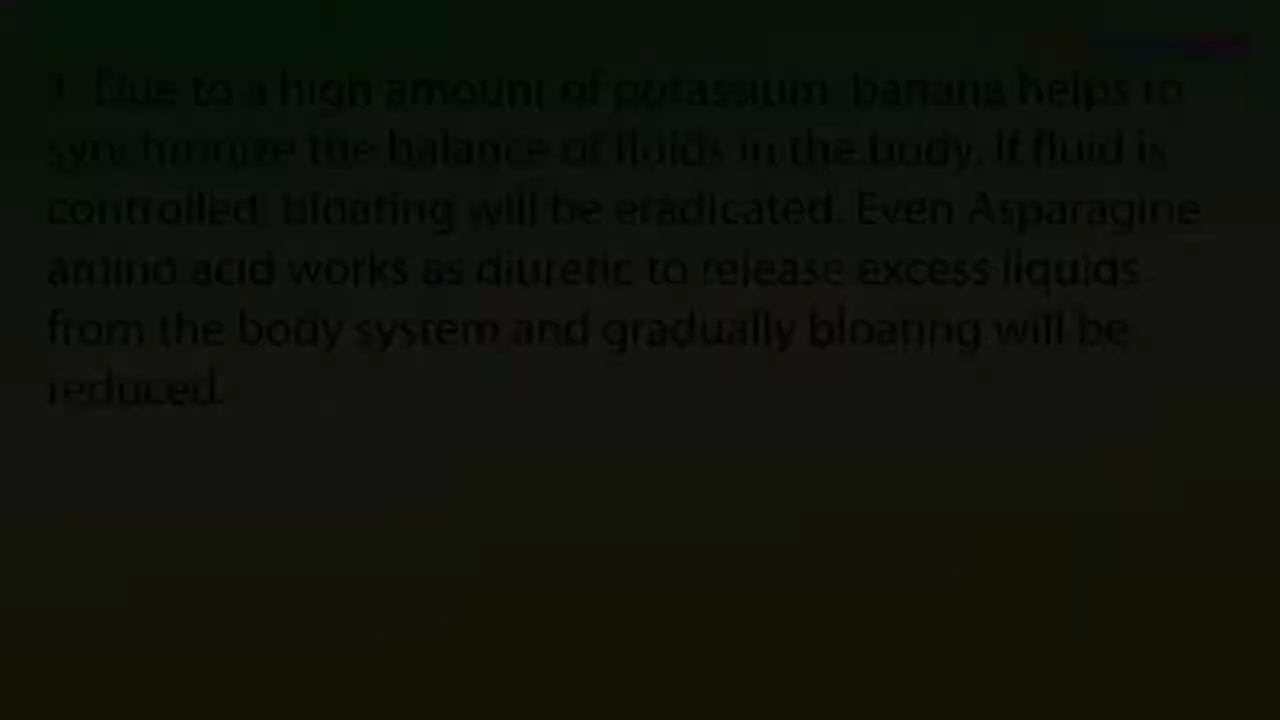 1. Due to a high amount of potassium, banana helps to
synchronize the balance of fluids in the body. If fluid is
controlled, bloating will be eradicated. Even Asparagine
amino acid works as diuretic to release excess liquids
from the body system and gradually bloating will be
reduced.